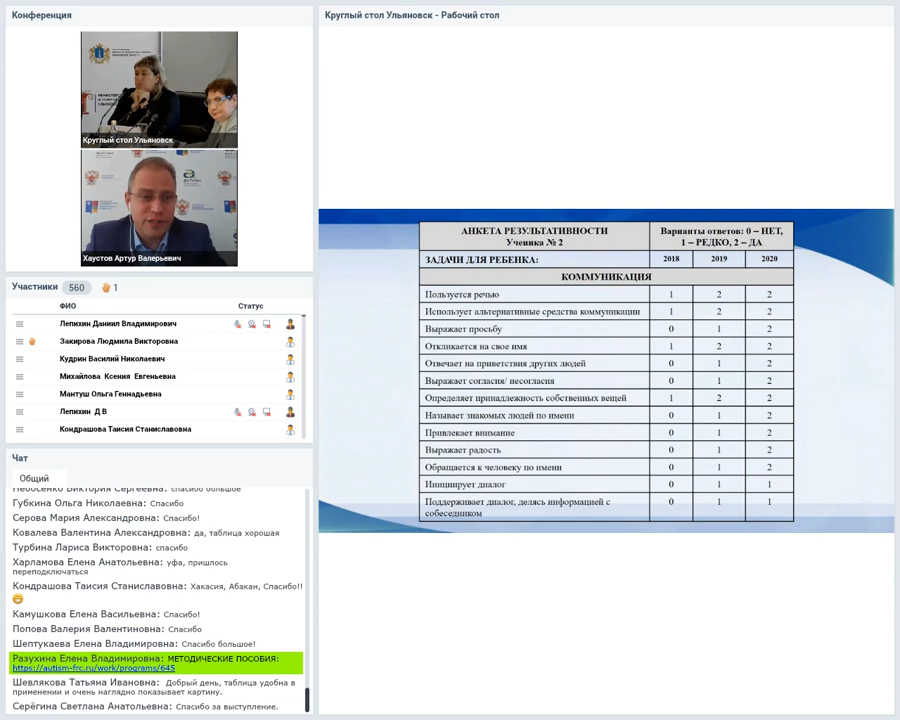 Конференция
Круглый стол Ульяновск
Хаустов Артур Валерьевич
Участники 560 1
ФИО Статус
Лепихин Даниил Владимирович
Закирова Людмила Викторовна
Кудрин Василий Николаевич
Михайлова Ксения Евгеньевна
Мантуш Ольга Геннадьевна
Лепихин Д В
Кондрашова Таисия Станиславовна
Чат
Общий
Небосенко Виктория Сергеевна: спасибо большое
Губкина Ольга Николаевна: Спасибо
Серова Мария Александровна: Спасибо!
Ковалева Валентина Александровна: да, таблица хорошая
Турбина Лариса Викторовна: спасибо
Харламова Елена Анатольевна: уфа, пришлось
переподключаться
Кондрашова Таисия Станиславовна: Хакасия, Абакан, Спасибо!!
Камушкова Елена Васильевна: Спасибо!
Попова Валерия Валентиновна: Спасибо
Шептукаева Елена Владимировна: Спасибо большое!
Разухина Елена Владимировна: МЕТОДИЧЕСКИЕ ПОСОБИЯ:
https://autism-frc.ru/work/programs/645
Шевлякова Татьяна Ивановна: Добрый день, таблица удобна в
применении и очень наглядно показывает картину.
Серёгина Светлана Анатольевна: Спасибо за выступление.
Круглый стол Ульяновск - Рабочий стол
АНКЕТА РЕЗУЛЬТАТИВНОСТИ
Ученика № 2
Варианты ответов: 0 – НЕТ,
1 – РЕДКО, 2 – ДА
ЗАДАЧИ ДЛЯ РЕБЕНКА: 2018 2019 2020
КОММУНИКАЦИЯ
Пользуется речью 1 2 2
Использует альтернативные средства коммуникации 1 2 2
Выражает просьбу 0 1 2
Откликается на свое имя 1 2 2
Отвечает на приветствия других людей 0 1 2
Выражает согласия/ несогласия 0 1 2
Определяет принадлежность собственных вещей 1 2 2
Называет знакомых людей по имени 0 1 2
Привлекает внимание 0 1 2
Выражает радость 0 1 2
Обращается к человеку по имени 0 1 2
Инициирует диалог 0 1 1
Поддерживает диалог, делясь информацией с 0 1 1
собеседником